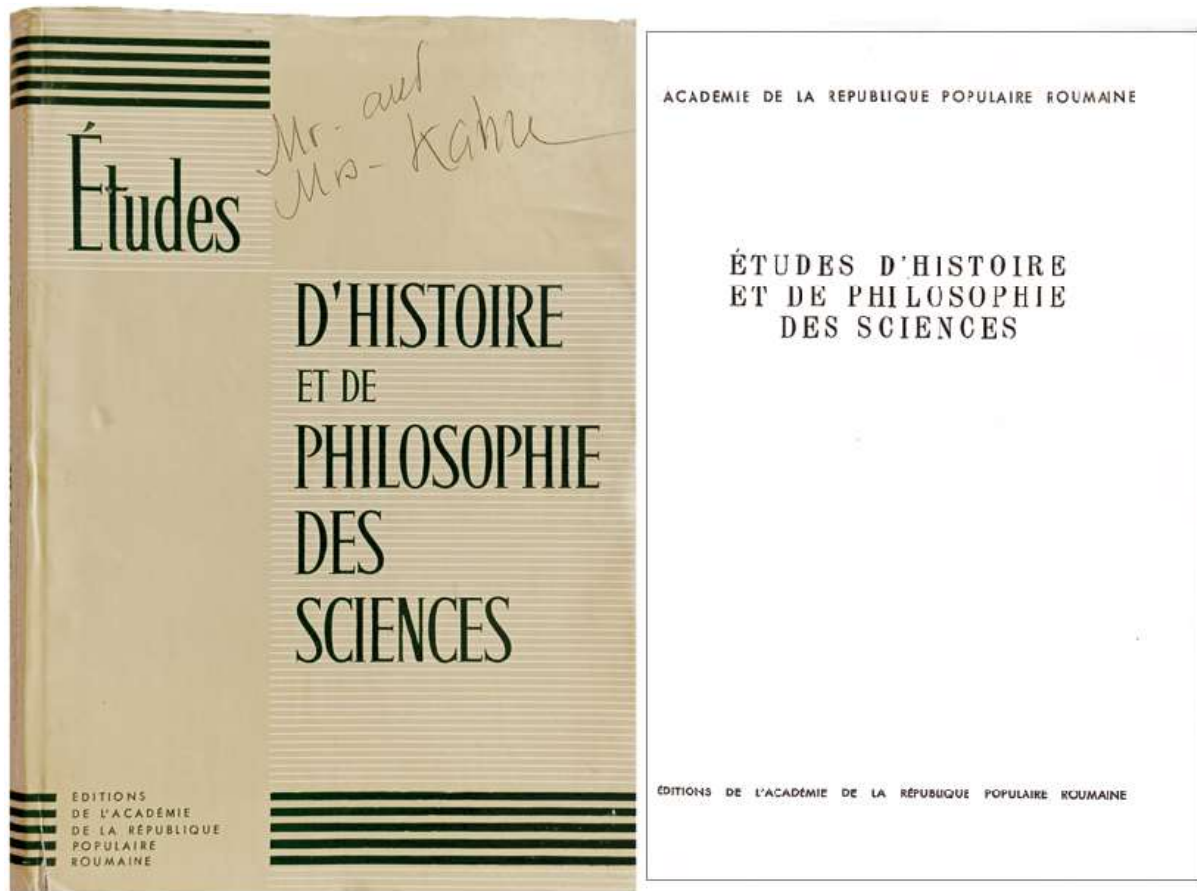 Études
Mr. and
Mrs - Kahn
D'HISTOIRE
ET DE
PHILOSOPHIE
DES
SCIENCES
EDITIONS
DE L'ACADÉMIE
DE LA RÉPUBLIQUE
POPULAIRE
ROUMAINE
ACADEMIE DE LA REPUBLIQUE POPULAIRE ROUMAINE
ÉTUDES D'HISTOIRE
ET DE PHILOSOPHIE
DES SCIENCES
ÉDITIONS DE L'ACADÉMIE DE LA RÉPUBLIQUE POPULAIRE ROUMAINE